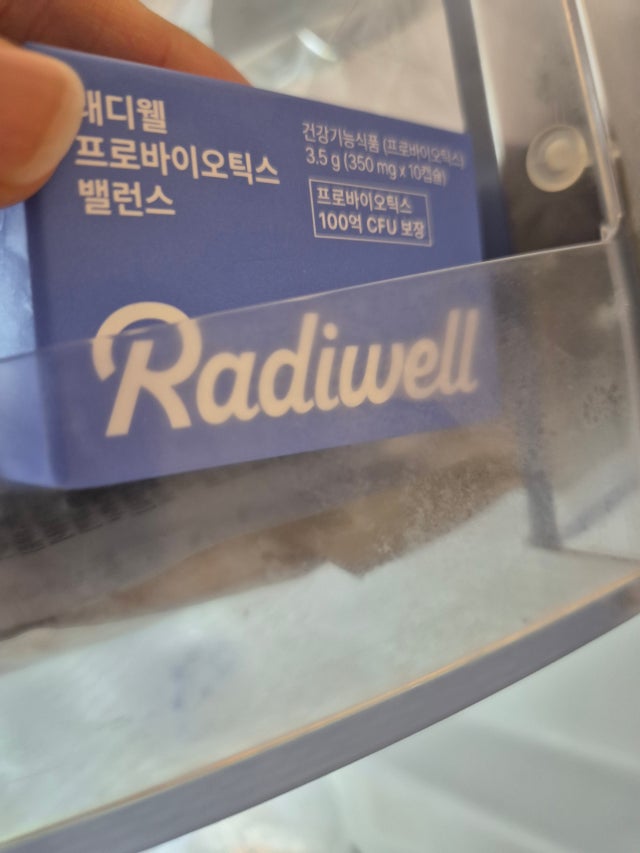 래디웰
프로바이오틱스
밸런스
건강기능식품 (프로바이오틱스)
3.5 g (350 mg x 10캡슐)
프로바이오틱스
100억 CFU 보장
Radiwell